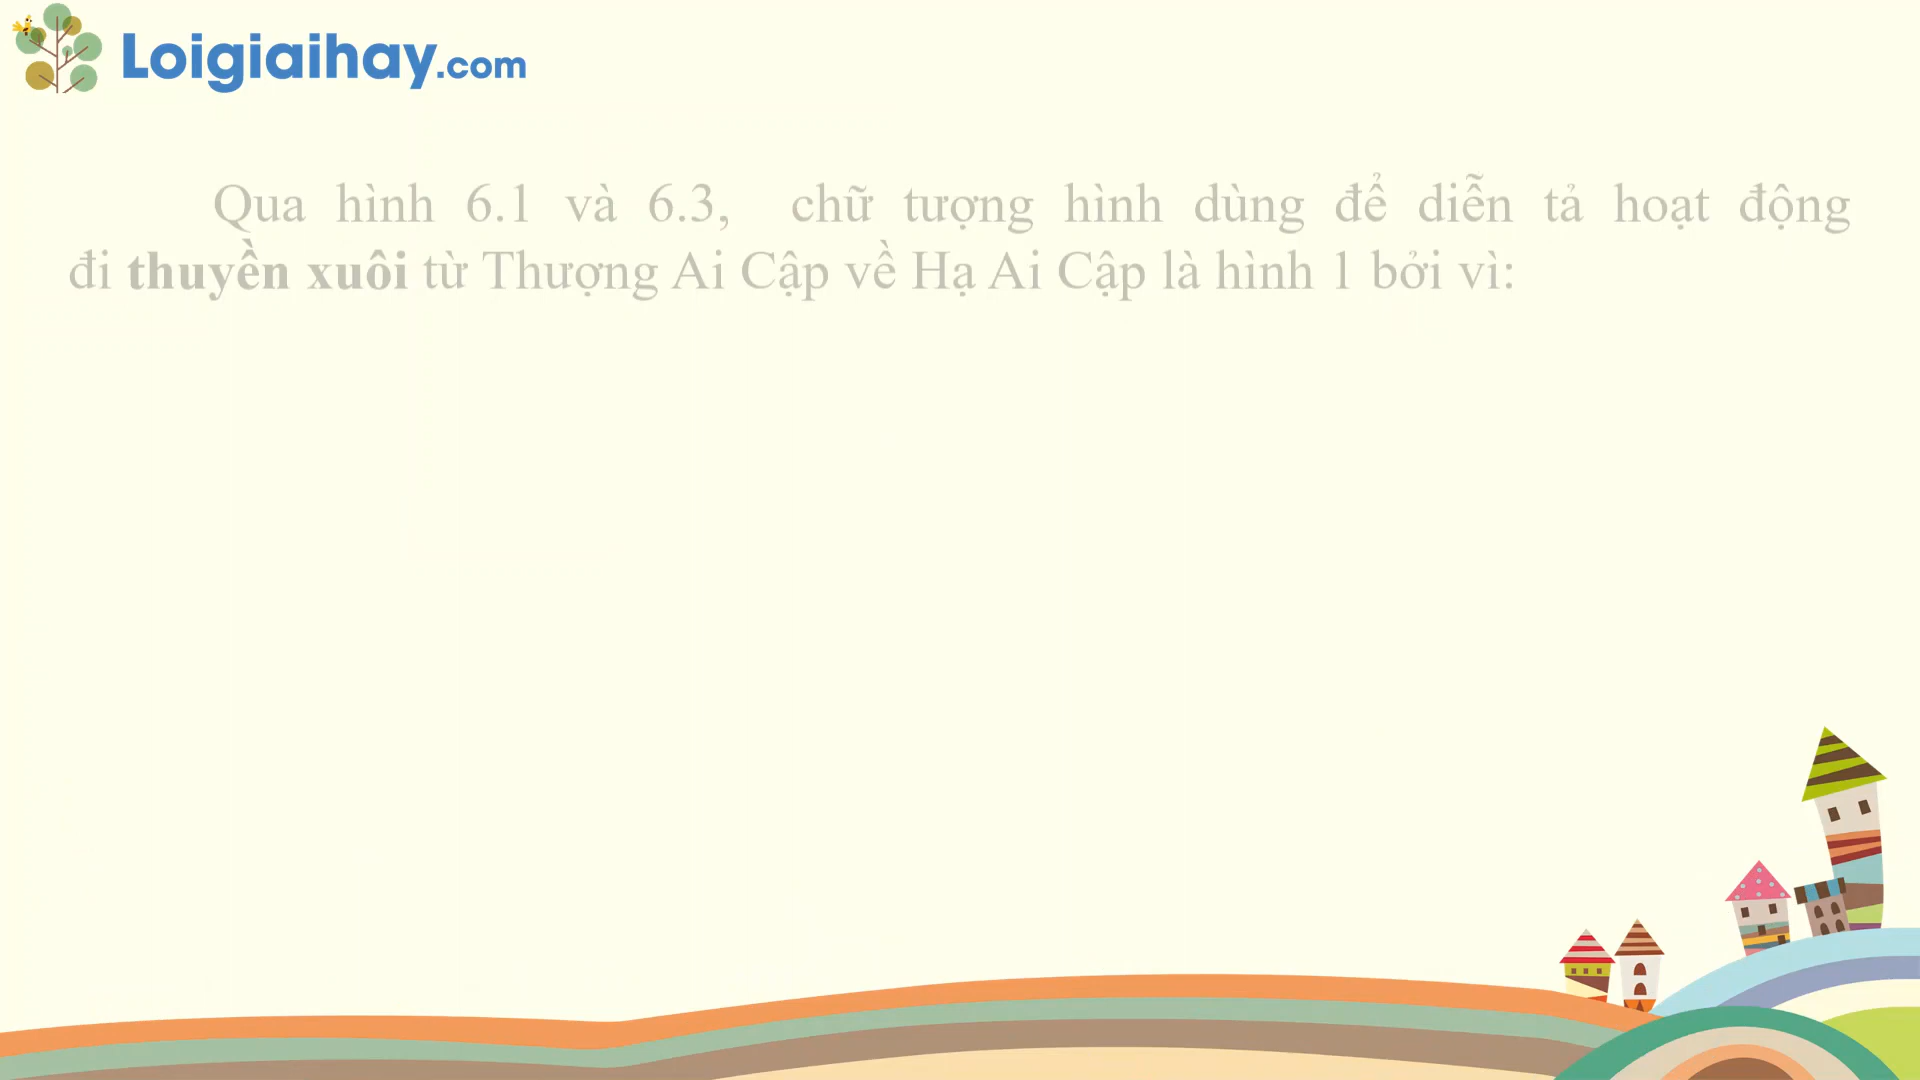 Loigiaihay.com
Qua hình 6.1 và 6.3, chữ tượng hình dùng để diễn tả hoạt động
đi thuyền xuôi từ Thượng Ai Cập về Hạ Ai Cập là hình 1 bởi vì: